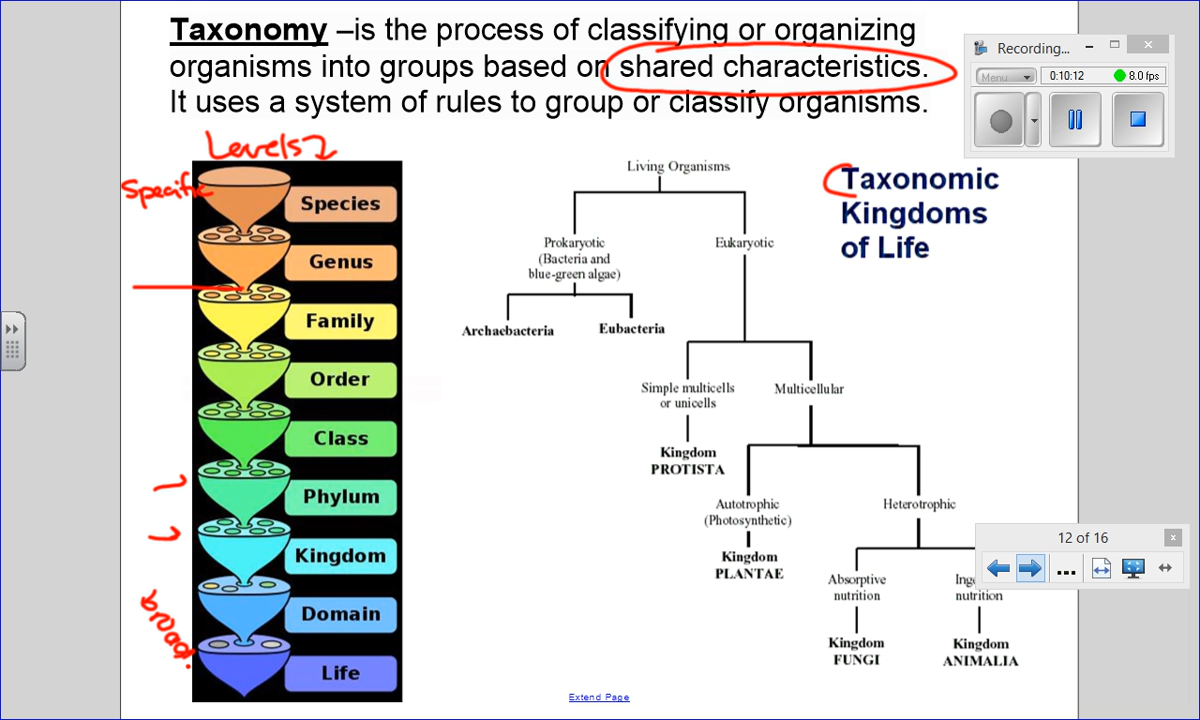 Taxonomy –is the process of classifying or organizing
organisms into groups based on shared characteristics.
It uses a system of rules to group or classify organisms.
Recording...
Menu
0:10:12
8.0 fps
Levels
Specific
Species
Genus
Family
Order
Class
Phylum
Kingdom
Domain
Life
broad.
Taxonomic
Kingdoms
of Life
Living Organisms
Prokaryotic
(Bacteria and
blue-green algae)
Eukaryotic
Archaebacteria
Eubacteria
Simple multicells
or unicells
Multicellular
Kingdom
PROTISTA
Autotrophic
(Photosynthetic)
Heterotrophic
Kingdom
PLANTAE
Absorptive
nutrition
nutrition
Kingdom
FUNGI
Kingdom
ANIMALIA
12 of 16
Extend Page